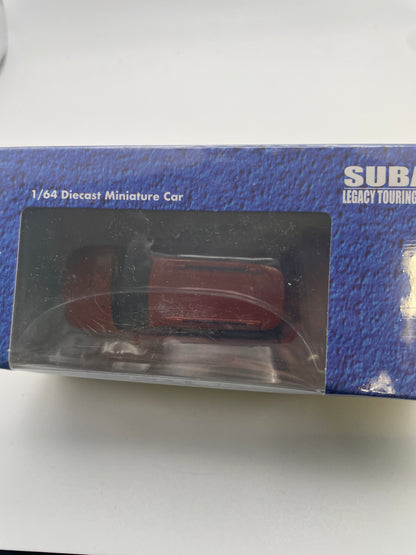 1/64 Diecast Miniature Car
SUBA
LEGACY TOURING